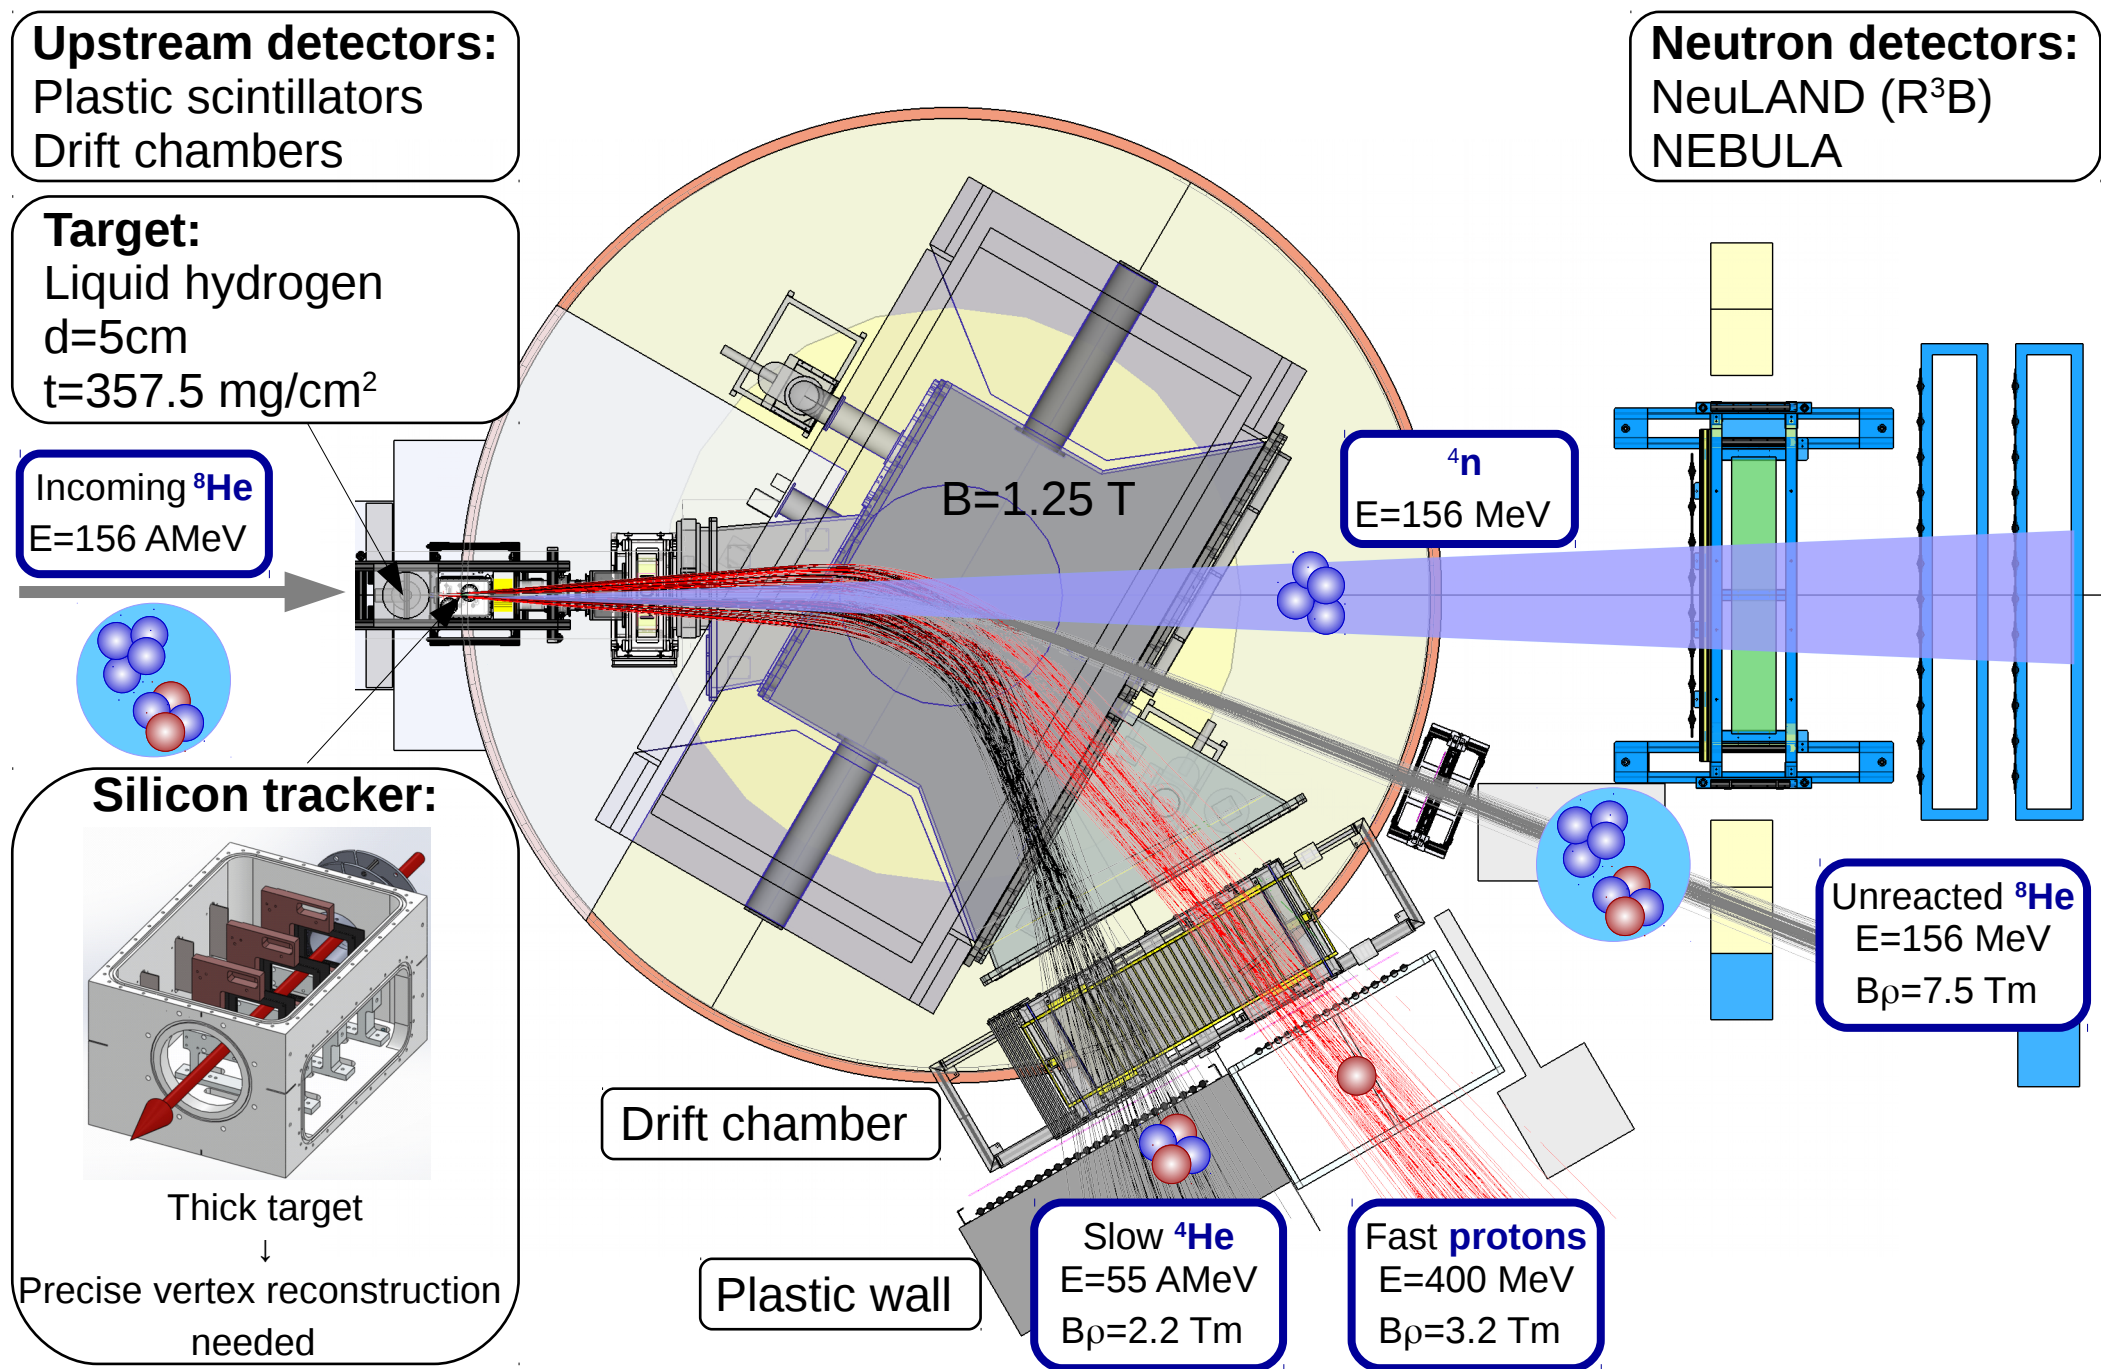 Upstream detectors:
Plastic scintillators
Drift chambers
Neutron detectors:
NeuLAND (R³B)
NEBULA
Target:
Liquid hydrogen
d=5cm
t=357.5 mg/cm²
Incoming ⁸He
E=156 AMeV
B=1.25 T
⁴n
E=156 MeV
Silicon tracker:
Thick target
↓
Precise vertex reconstruction
needed
Unreacted ⁸He
E=156 MeV
Bρ=7.5 Tm
Drift chamber
Plastic wall
Slow ⁴He
E=55 AMeV
Bρ=2.2 Tm
Fast protons
E=400 MeV
Bρ=3.2 Tm